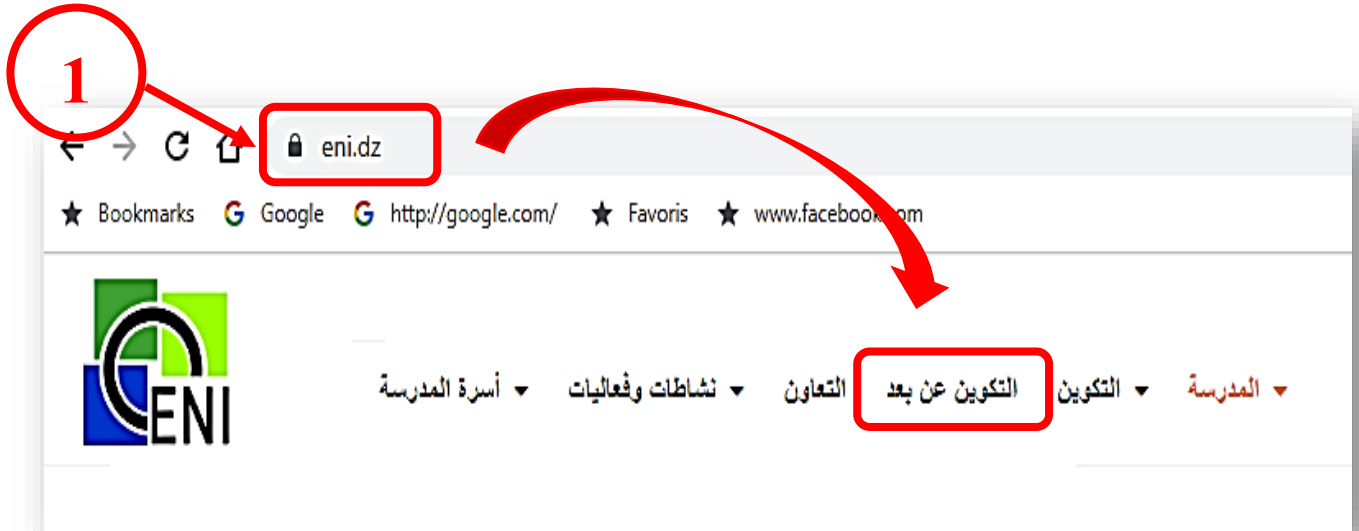 1
eni.dz
Bookmarks Google http://google.com/ Favoris www.facebook.com
المدرسة التكوين التكوين عن بعد التعاون نشاطات وفعاليات أسرة المدرسة
ENI